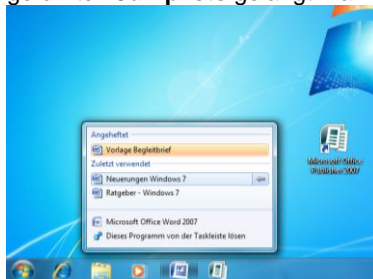 Angeheftet
Vorlage Begleitbrief
Zuletzt verwendet
Neuerungen Windows 7
Ratgeber - Windows 7
Microsoft Office Word 2007
Dieses Programm von der Taskleiste lösen
Microsoft Office
Publisher 2007